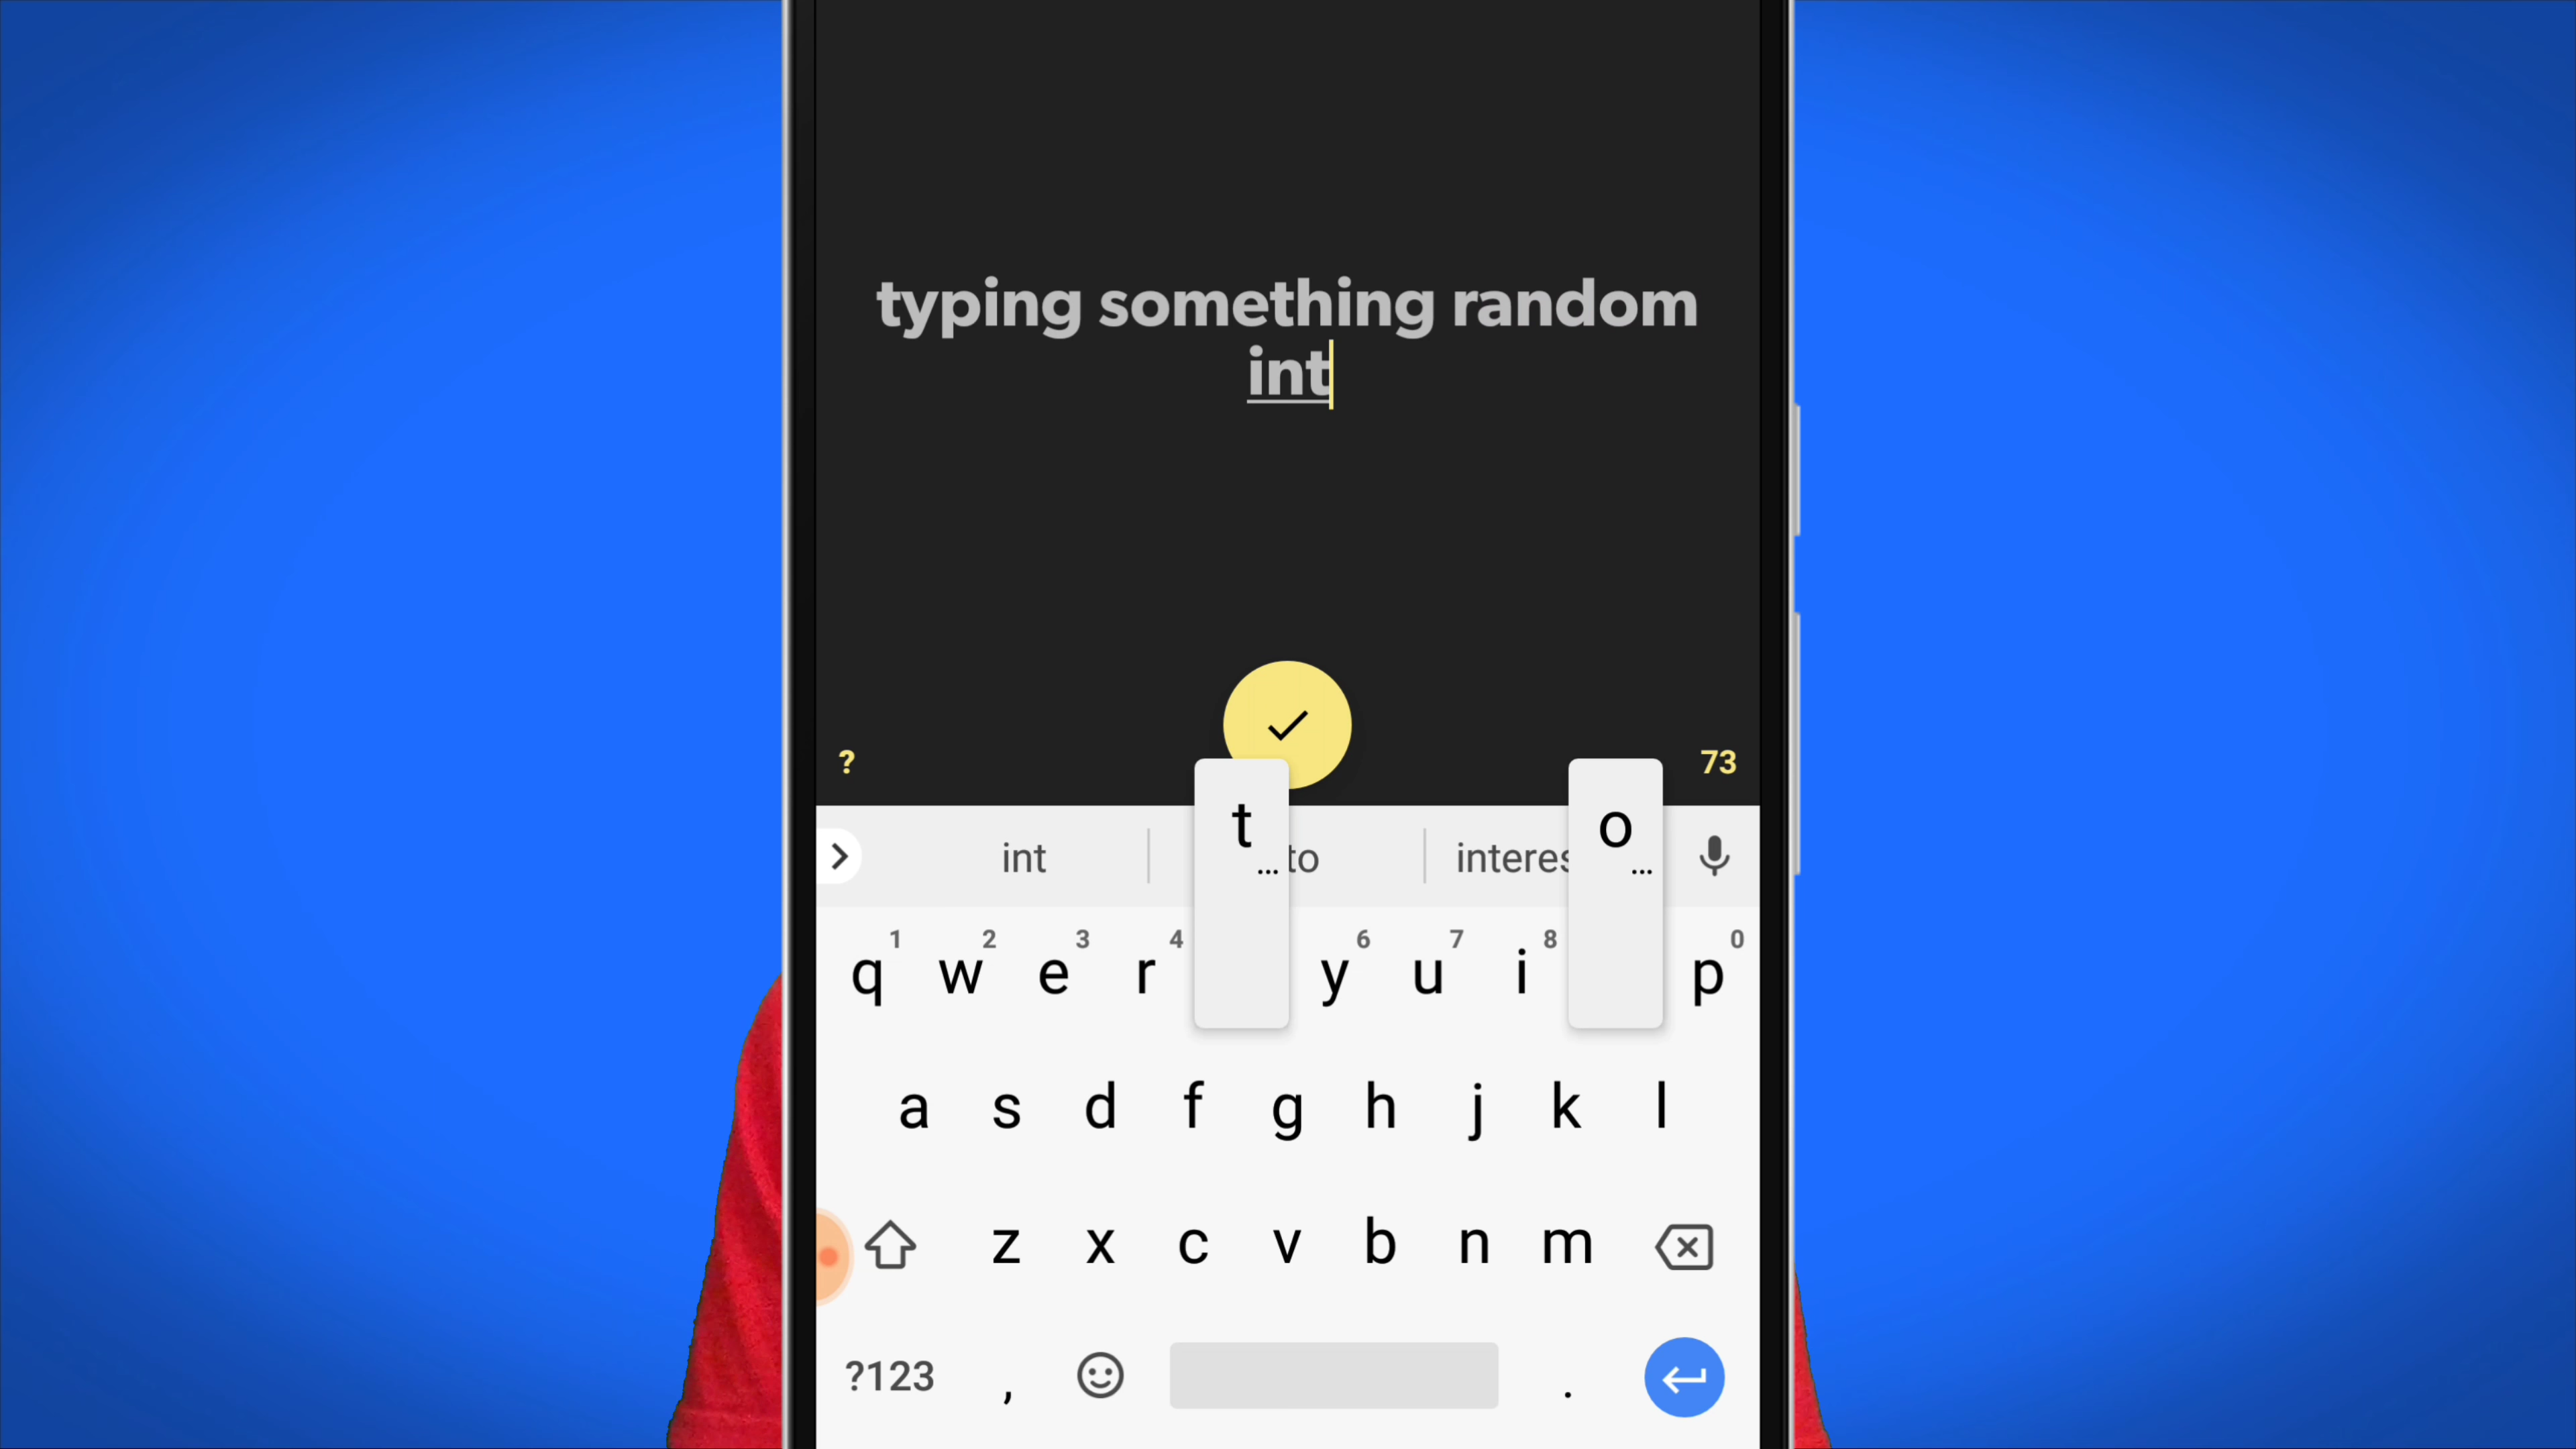 typing something random
int
?
73
int
to
interes
t
...
o
...
1 2 3 4 6 7 8 0
q w e r y u i p
a s d f g h j k l
z x c v b n m
?123 , .